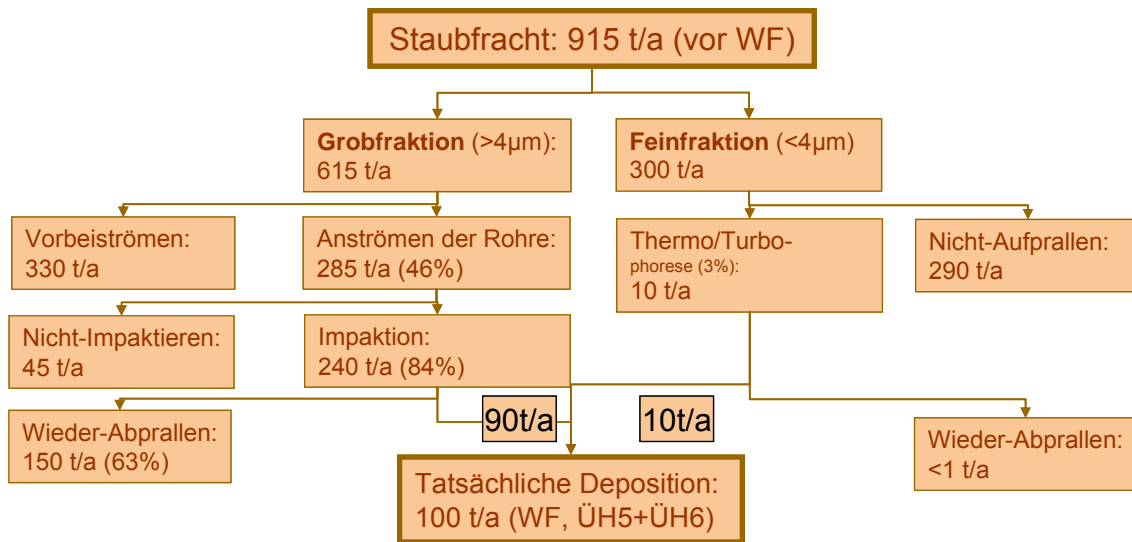 Staubfracht: 915 t/a (vor WF)
Grobfraktion (>4µm):
615 t/a
Feinfraktion (<4µm)
300 t/a
Vorbeiströmen:
330 t/a
Anströmen der Rohre:
285 t/a (46%)
Thermo/Turbo-
phorese (3%):
10 t/a
Nicht-Aufprallen:
290 t/a
Nicht-Impaktieren:
45 t/a
Impaktion:
240 t/a (84%)
90t/a
10t/a
Wieder-Abprallen:
150 t/a (63%)
Wieder-Abprallen:
<1 t/a
Tatsächliche Deposition:
100 t/a (WF, ÜH5+ÜH6)